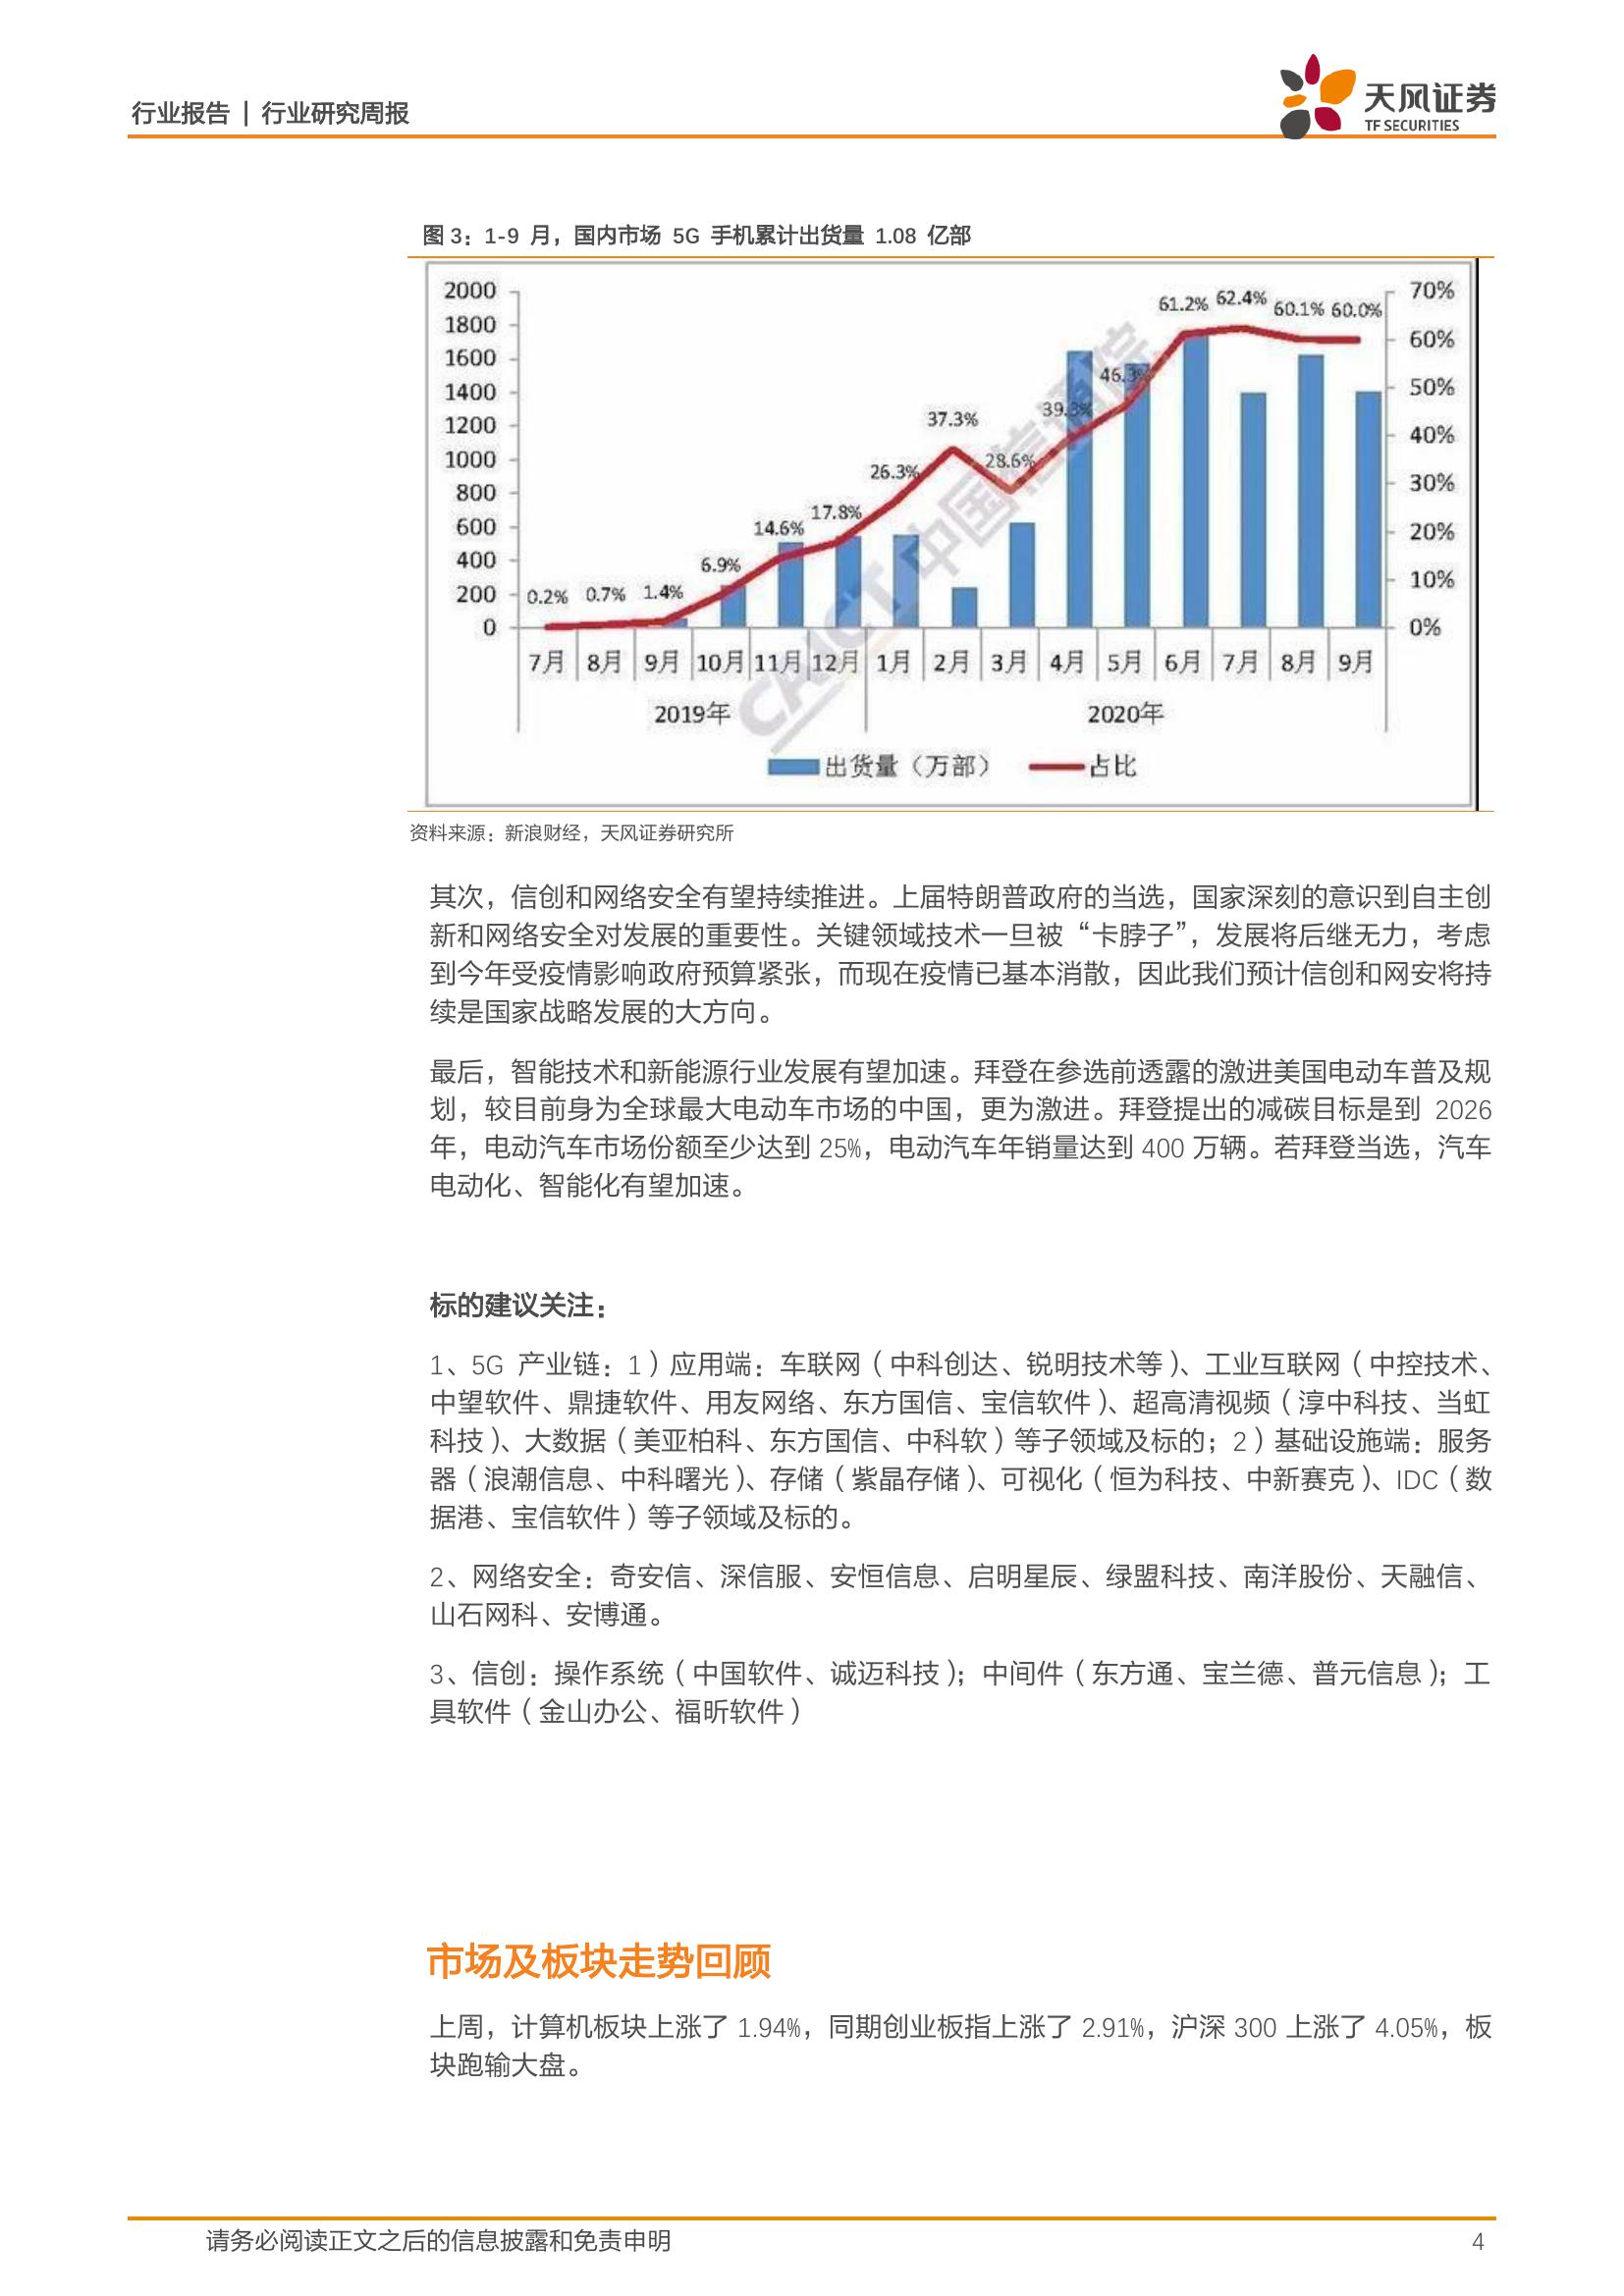 行业报告 | 行业研究周报
天风证券
TF SECURITIES
图 3：1-9 月，国内市场 5G 手机累计出货量 1.08 亿部
2000
1800
1600
1400
1200
1000
800
600
400
200
0
70%
60%
50%
40%
30%
20%
10%
0%
0.2% 0.7% 1.4% 6.9% 14.6% 17.8% 26.3% 37.3% 28.6% 39.3% 46.3% 61.2% 62.4% 60.1% 60.0%
CAICT 中国信通院
7月 8月 9月 10月 11月 12月 1月 2月 3月 4月 5月 6月 7月 8月 9月
2019年 2020年
出货量（万部） 占比
资料来源：新浪财经，天风证券研究所
其次，信创和网络安全有望持续推进。上届特朗普政府的当选，国家深刻的意识到自主创
新和网络安全对发展的重要性。关键领域技术一旦被“卡脖子”，发展将后继无力，考虑
到今年受疫情影响政府预算紧张，而现在疫情已基本消散，因此我们预计信创和网安将持
续是国家战略发展的大方向。
最后，智能技术和新能源行业发展有望加速。拜登在参选前透露的激进美国电动车普及规
划，较目前身为全球最大电动车市场的中国，更为激进。拜登提出的减碳目标是到 2026
年，电动汽车市场份额至少达到 25%，电动汽车年销量达到 400 万辆。若拜登当选，汽车
电动化、智能化有望加速。
标的建议关注：
1、5G 产业链：1）应用端：车联网（中科创达、锐明技术等）、工业互联网（中控技术、
中望软件、鼎捷软件、用友网络、东方国信、宝信软件）、超高清视频（淳中科技、当虹
科技）、大数据（美亚柏科、东方国信、中科软）等子领域及标的；2）基础设施端：服务
器（浪潮信息、中科曙光）、存储（紫晶存储）、可视化（恒为科技、中新赛克）、IDC（数
据港、宝信软件）等子领域及标的。
2、网络安全：奇安信、深信服、安恒信息、启明星辰、绿盟科技、南洋股份、天融信、
山石网科、安博通。
3、信创：操作系统（中国软件、诚迈科技）；中间件（东方通、宝兰德、普元信息）；工
具软件（金山办公、福昕软件）
市场及板块走势回顾
上周，计算机板块上涨了 1.94%，同期创业板指上涨了 2.91%，沪深 300 上涨了 4.05%，板
块跑输大盘。
请务必阅读正文之后的信息披露和免责申明
4